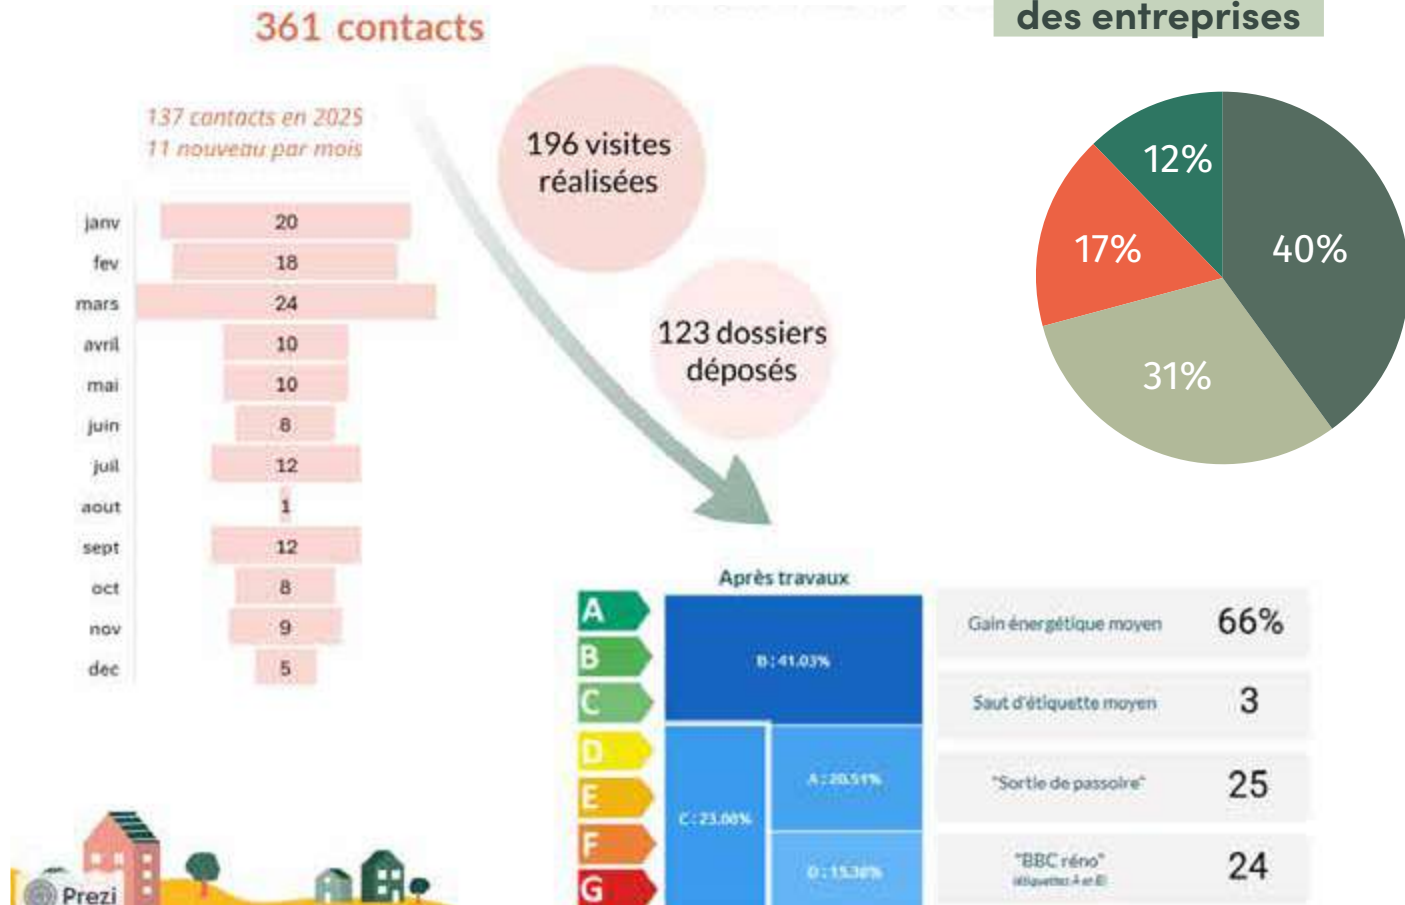 361 contacts
137 contacts en 2025
11 nouveau par mois
janv 20
fev 18
mars 24
avril 10
mai 10
juin 8
juil 12
aout 1
sept 12
oct 8
nov 9
dec 5
196 visites
réalisées
123 dossiers
déposés
des entreprises
12%
40%
17%
31%
Après travaux
A
B
C
D
E
F
G
B : 41.03%
A : 20.51%
C : 23.08%
D : 15.38%
Gain énergétique moyen 66%
Saut d'étiquette moyen 3
"Sortie de passoire" 25
"BBC réno" 24
étiquettes A et B
Prezi